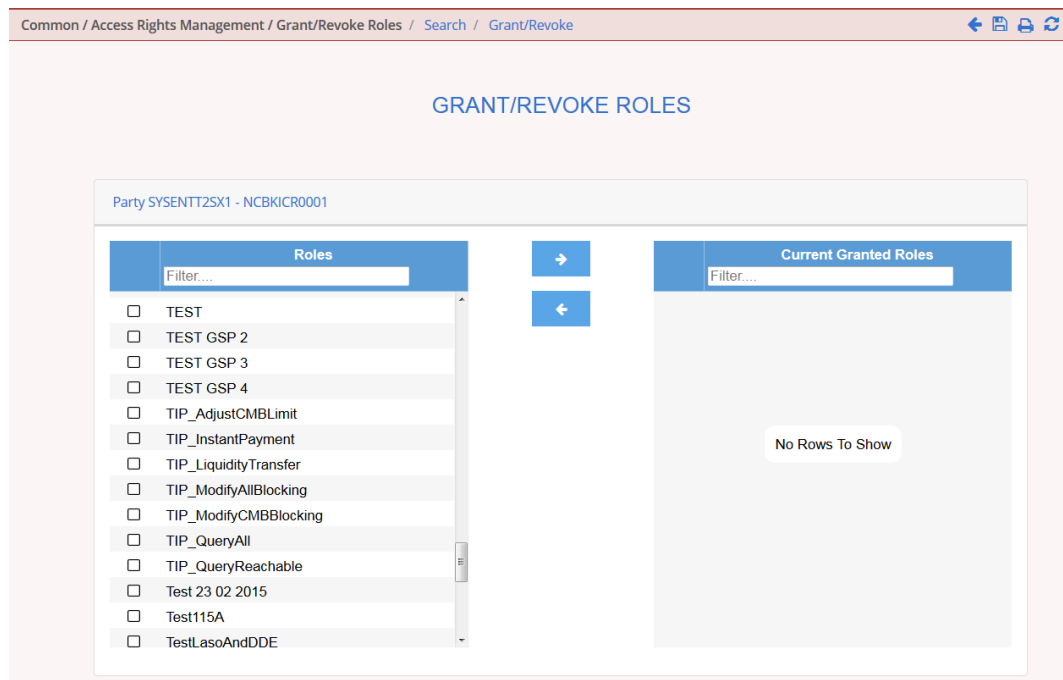 Common / Access Rights Management / Grant/Revoke Roles / Search / Grant/Revoke
GRANT/REVOKE ROLES
Party SYSENTT2SX1 - NCBKICR0001
Roles
Filter....
TEST
TEST GSP 2
TEST GSP 3
TEST GSP 4
TIP_AdjustCMBLimit
TIP_InstantPayment
TIP_LiquidityTransfer
TIP_ModifyAllBlocking
TIP_ModifyCMBBlocking
TIP_QueryAll
TIP_QueryReachable
Test 23 02 2015
Test115A
TestLasoAndDDE
Current Granted Roles
Filter....
No Rows To Show